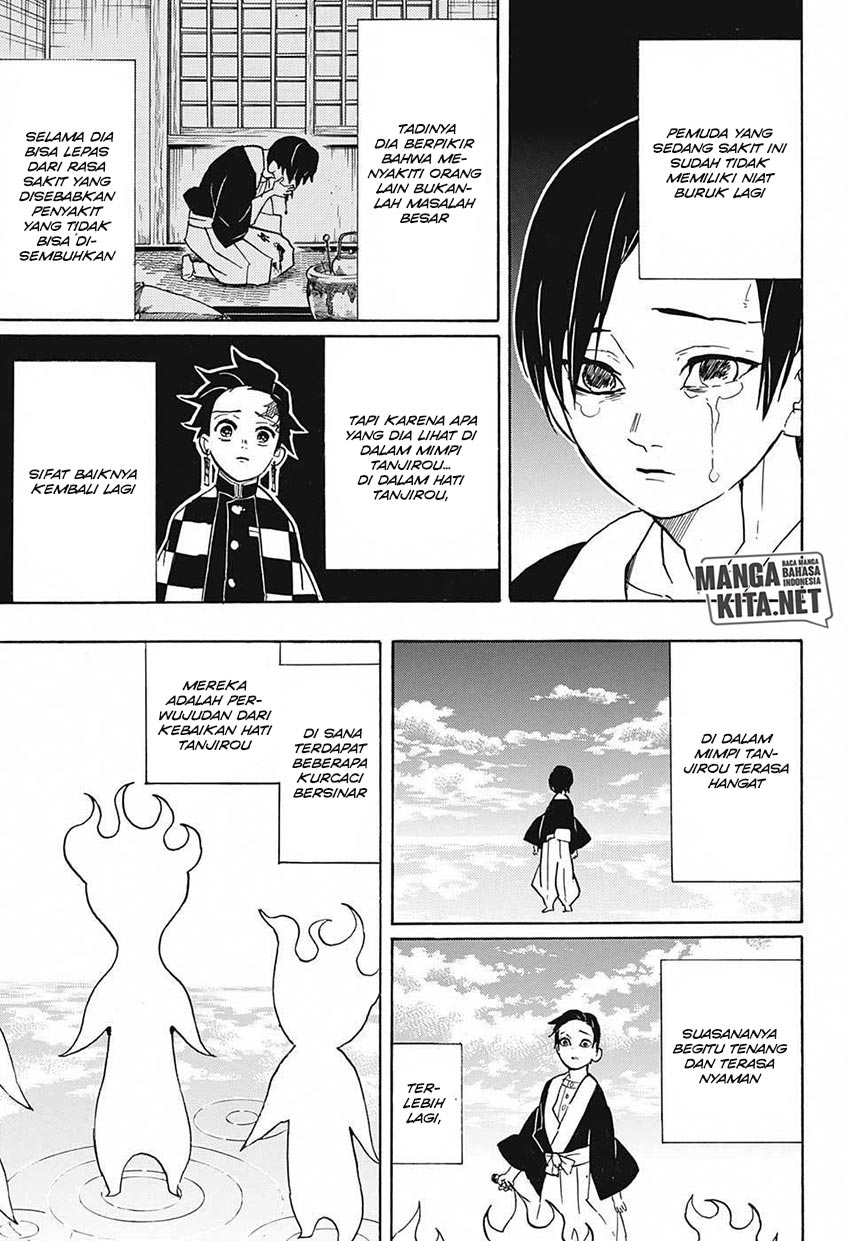 PEMUDA YANG
SEDANG SAKIT INI
SUDAH TIDAK
MEMILIKI NIAT
BURUK LAGI
TADINYA
DIA BERPIKIR
BAHWA ME-
NYAKITI ORANG
LAIN BUKAN-
LAH MASALAH
BESAR
SELAMA DIA
BISA LEPAS
DARI RASA
SAKIT YANG
DISEBABKAN
PENYAKIT
YANG TIDAK
BISA DI-
SEMBUHKAN
TAPI KARENA APA
YANG DIA LIHAT DI
DALAM MIMPI
TANJIROU...
DI DALAM HATI
TANJIROU,
SIFAT BAIKNYA
KEMBALI LAGI
MANGA
KITA.NET
BACA MANGA
BAHASA
INDONESIA
DI DALAM
MIMPI TAN-
JIROU TERASA
HANGAT
SUASANANYA
BEGITU TENANG
DAN TERASA
NYAMAN
TER-
LEBIH
LAGI,
DI SANA
TERDAPAT
BEBERAPA
KURCACI
BERSINAR
MEREKA
ADALAH PER-
WUJUDAN DARI
KEBAIKAN HATI
TANJIROU